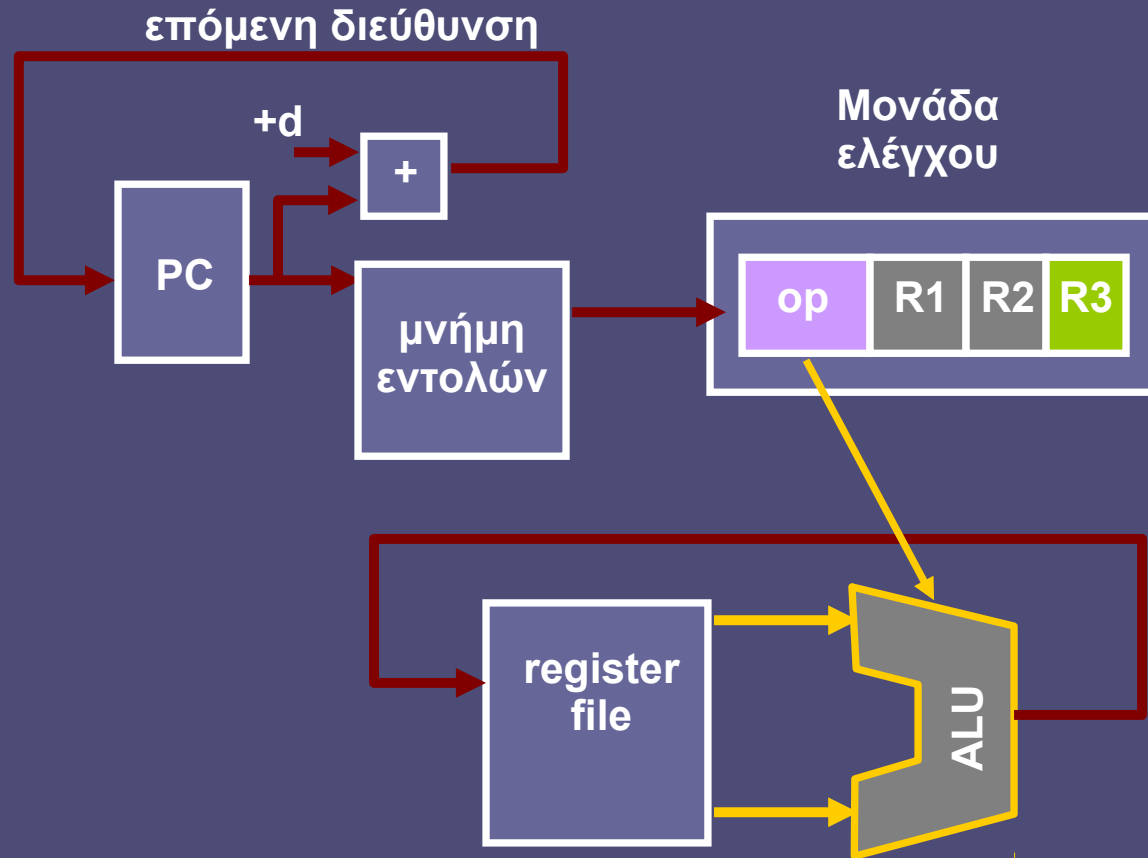 επόμενη διεύθυνση
+d
+
Μονάδα
ελέγχου
PC
μνήμη
εντολών
op
R1
R2
R3
register
file
ALU